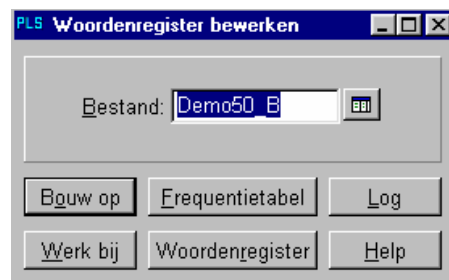 PLS Woordenregister bewerken
Bestand: Demo50_B
Bouw op Frequentietabel Log
Werk bij Woordenregister Help